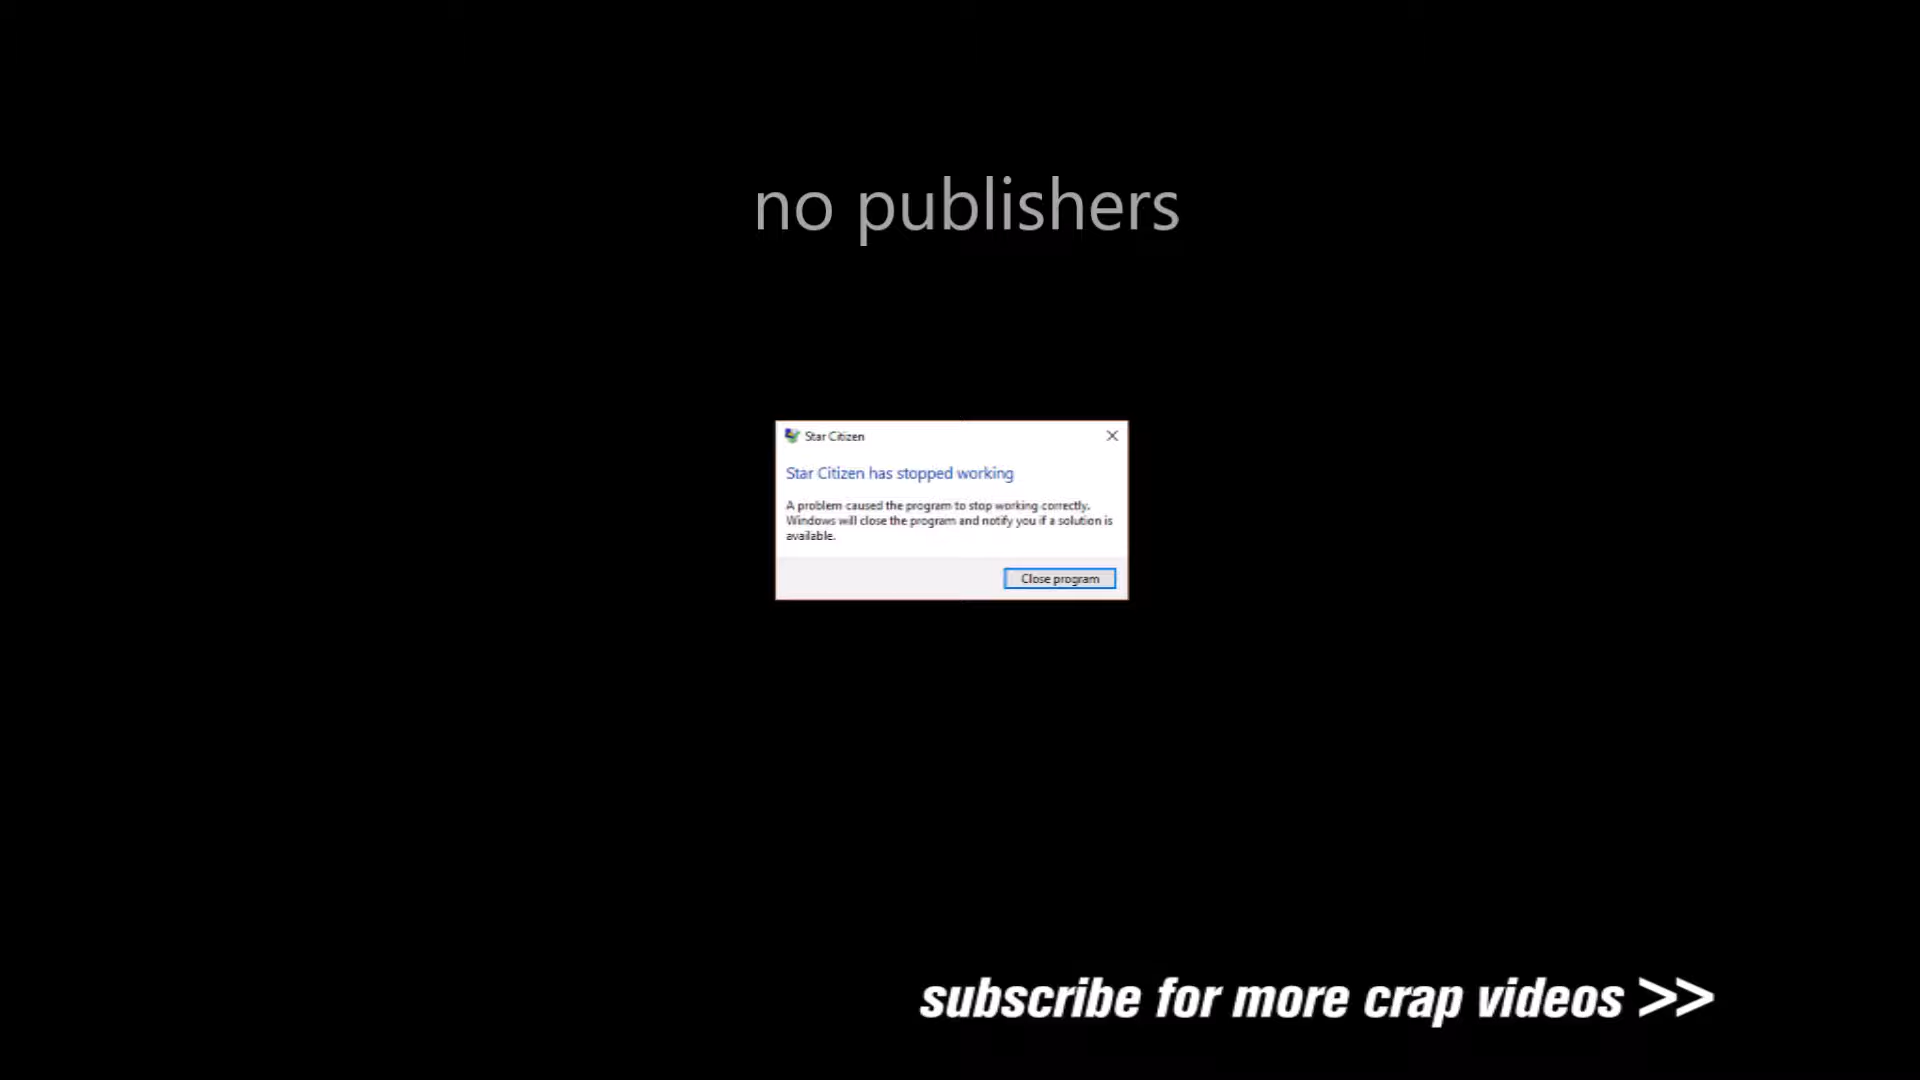 no publishers
Star Citizen
Star Citizen has stopped working
A problem caused the program to stop working correctly.
Windows will close the program and notify you if a solution is
available.
Close program
subscribe for more crap videos >>